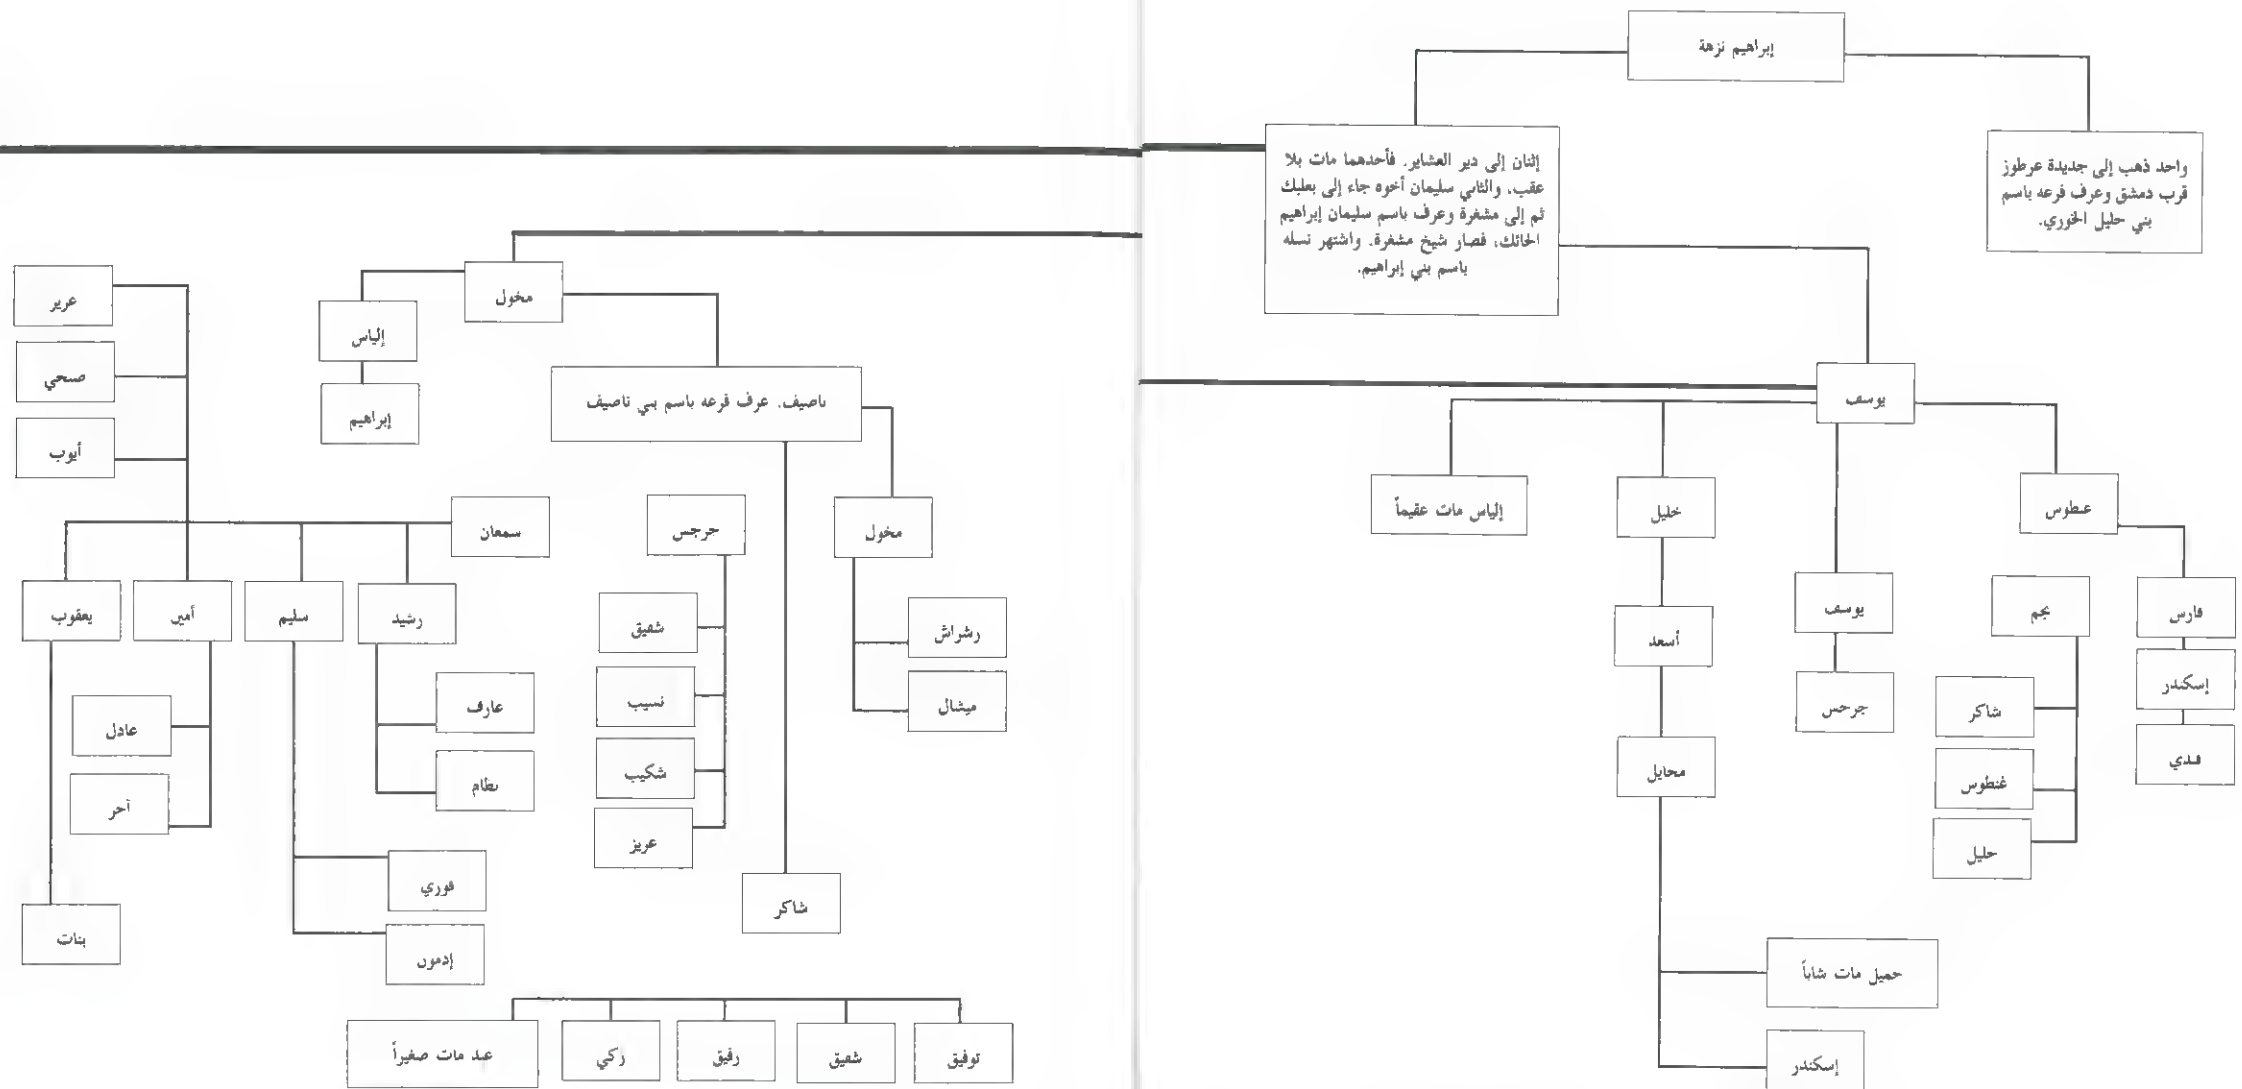 إبراهيم نزهة
واحد ذهب إلى جديدة عرطوز
قرب دمشق وعرف فرعه باسم
بني حليل الخوري.
إثنان إلى دير العشاير. فأحدهما مات بلا
عقب. والثاني سليمان أخوه جاء إلى بعلبك
ثم إلى مشغرة وعرف باسم سليمان إبراهيم
الحائك، فصار شيخ مشغرة. واشتهر نسله
باسم بني إبراهيم.
يوسف
عنطوس
خليل
إلياس مات عقيماً
فارس
نجم
يوسف
أسعد
إسكندر
شاكر
جرجس
محايل
فندي
غنطوس
حليل
حميل مات شاباً
إسكندر
مخول
إلياس
إبراهيم
ناصيف. عرف فرعه باسم بني ناصيف
مخول
جرجس
رشراش
ميشال
شفيق
نسيب
شكيب
عزيز
شاكر
عزيز
صبحي
أيوب
سمعان
رشيد
سليم
أمين
يعقوب
عارف
نظام
عادل
آخر
فوزي
إدمون
بنات
توفيق
شفيق
رفيق
زكي
عبد مات صغيراً